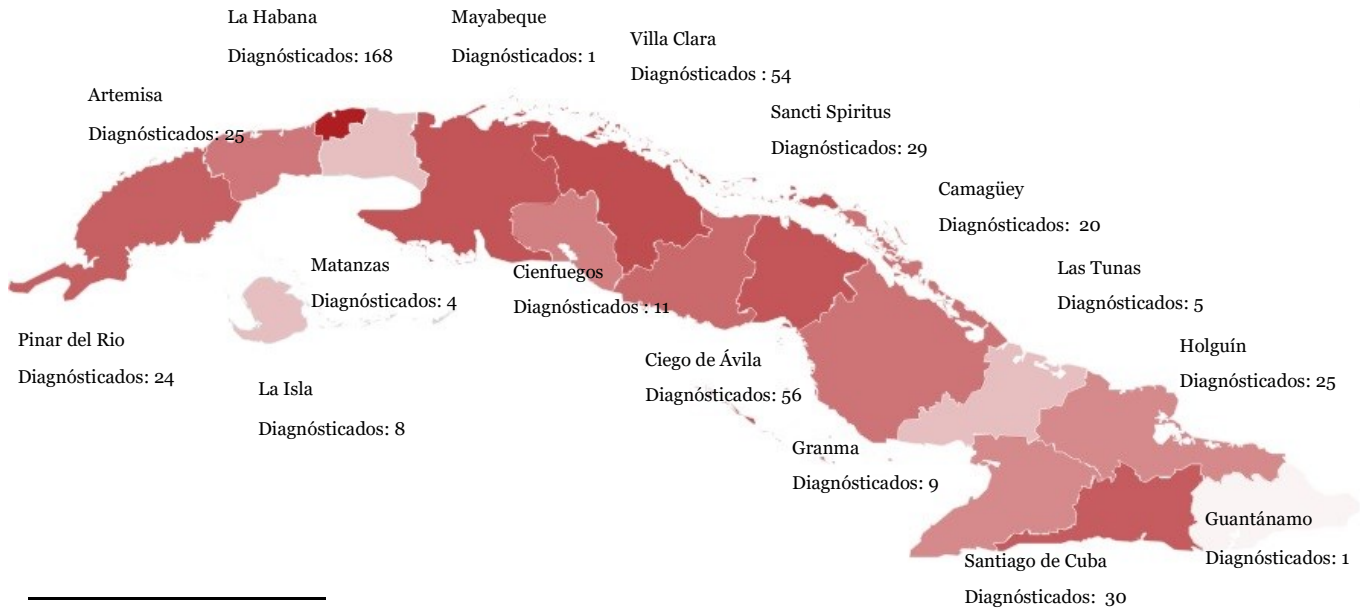 La Habana
Diagnósticados: 168
Mayabeque
Diagnósticados: 1
Villa Clara
Diagnósticados : 54
Artemisa
Diagnósticados: 25
Sancti Spiritus
Diagnósticados: 29
Camagüey
Diagnósticados: 20
Matanzas
Diagnósticados: 4
Cienfuegos
Diagnósticados : 11
Las Tunas
Diagnósticados: 5
Pinar del Rio
Diagnósticados: 24
Ciego de Ávila
Diagnósticados: 56
Holguín
Diagnósticados: 25
La Isla
Diagnósticados: 8
Granma
Diagnósticados: 9
Guantánamo
Diagnósticados: 1
Santiago de Cuba
Diagnósticados: 30